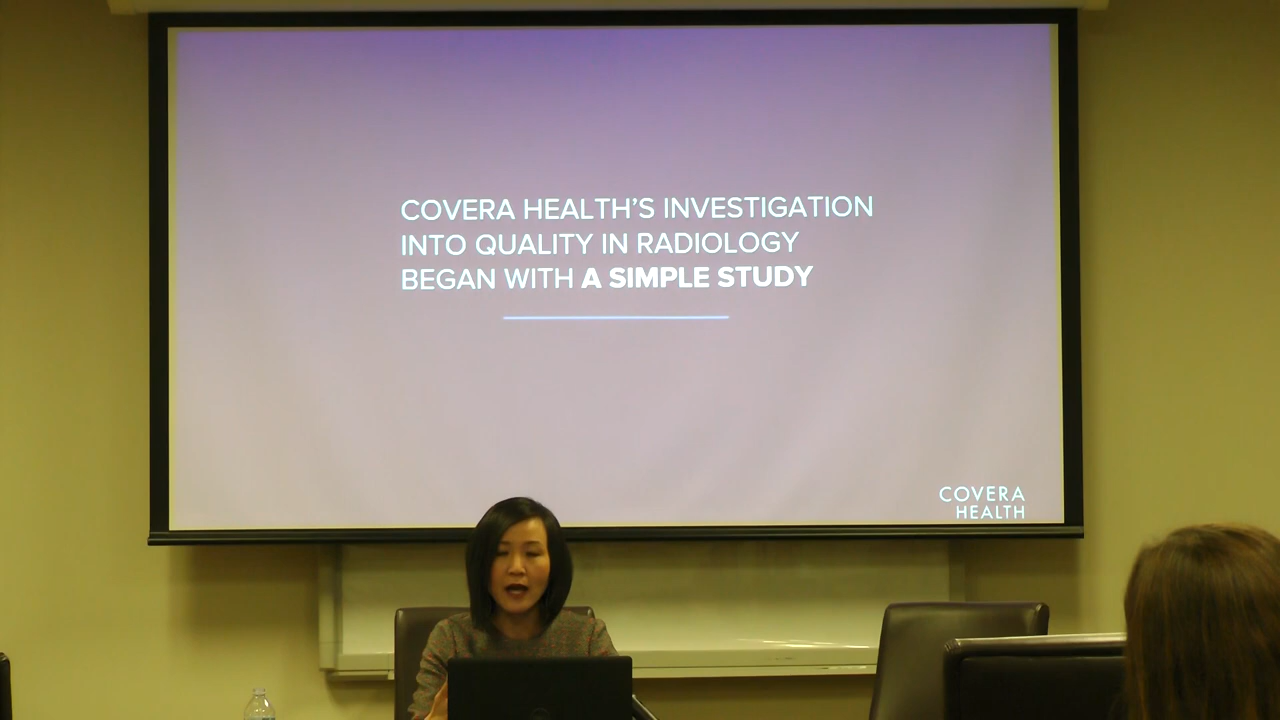 COVERA HEALTH'S INVESTIGATION
INTO QUALITY IN RADIOLOGY
BEGAN WITH A SIMPLE STUDY
COVERA
HEALTH